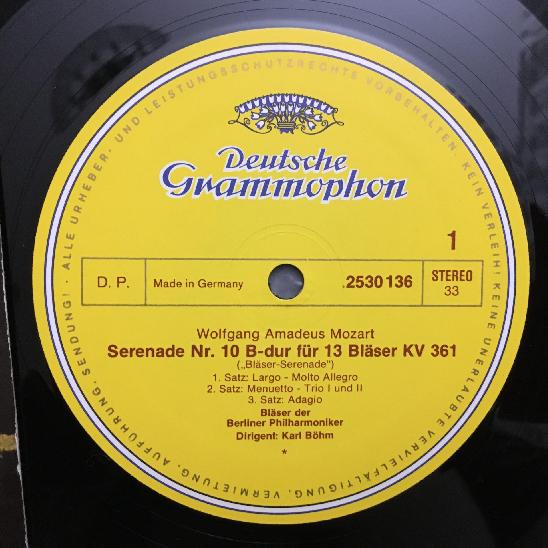 Deutsche
Grammophon
1
D. P.
Made in Germany
2530 136
STEREO
33
Wolfgang Amadeus Mozart
Serenade Nr. 10 B-dur für 13 Bläser KV 361
(„Bläser-Serenade”)
1. Satz: Largo - Molto Allegro
2. Satz: Menuetto - Trio I und II
3. Satz: Adagio
Bläser der
Berliner Philharmoniker
Dirigent: Karl Böhm
*
ALLE URHEBER- UND LEISTUNGSSCHUTZRECHTE VORBEHALTEN. KEIN VERLEIH! KEINE UNERLAUBTE VERVIELFÄLTIGUNG, VERMIETUNG, AUFFÜHRUNG, SENDUNG!